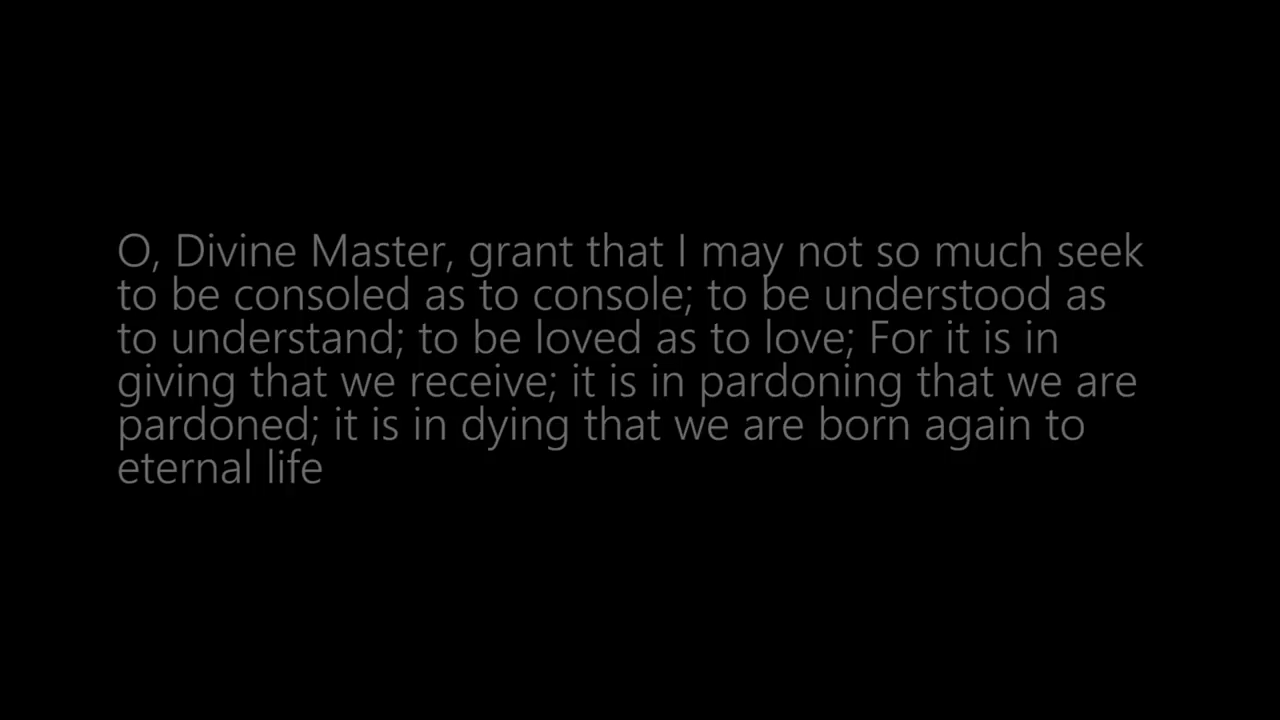 O, Divine Master, grant that I may not so much seek
to be consoled as to console; to be understood as
to understand; to be loved as to love; For it is in
giving that we receive; it is in pardoning that we are
pardoned; it is in dying that we are born again to
eternal life